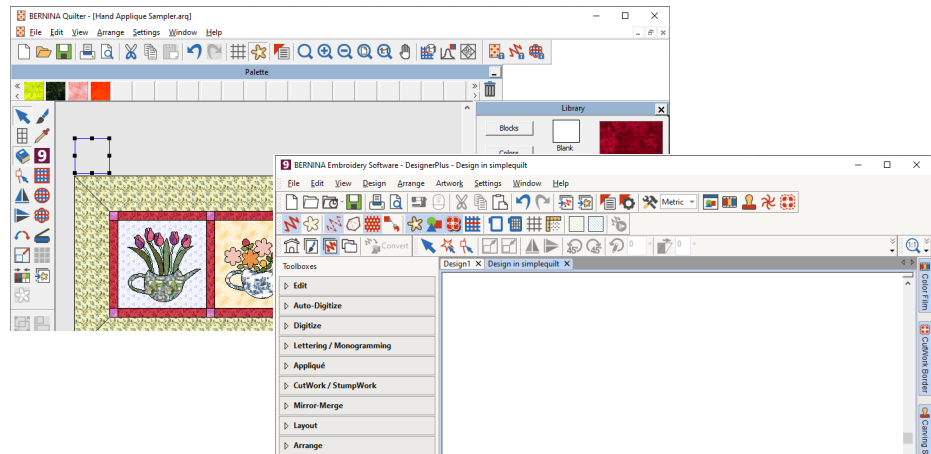 BERNINA Quilter - [Hand Applique Sampler.arq]
File Edit View Arrange Settings Window Help
Palette
Library
Blocks
Blank
9
9 BERNINA Embroidery Software - DesignerPlus - Design in simplequilt
File Edit View Design Arrange Artwork Settings Window Help
Metric
Convert
45
0
0
Toolboxes
Design1 Design in simplequilt
Edit
Auto-Digitize
Digitize
Lettering / Monogramming
Appliqué
CutWork / StumpWork
Mirror-Merge
Layout
Arrange
Color Film
CutWork Border